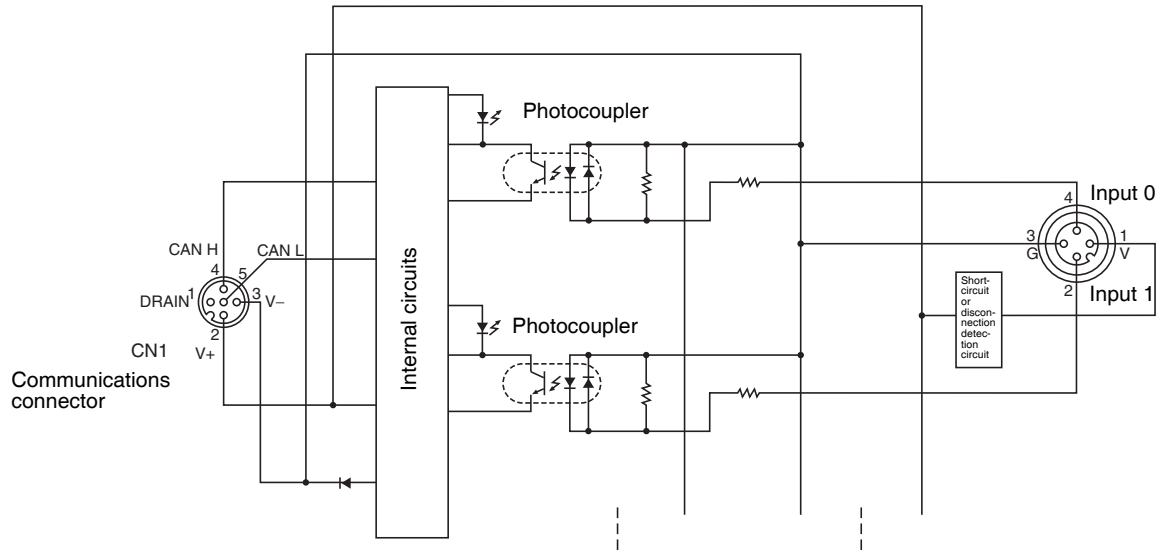 Photocoupler
4
Input 0
CAN H
CAN L
3
1
G
V
4
5
DRAIN
1
3
V–
2
Input 1
Short-
circuit
or
discon-
nection
detec-
tion
circuit
Internal circuits
Photocoupler
2
CN1
V+
Communications
connector